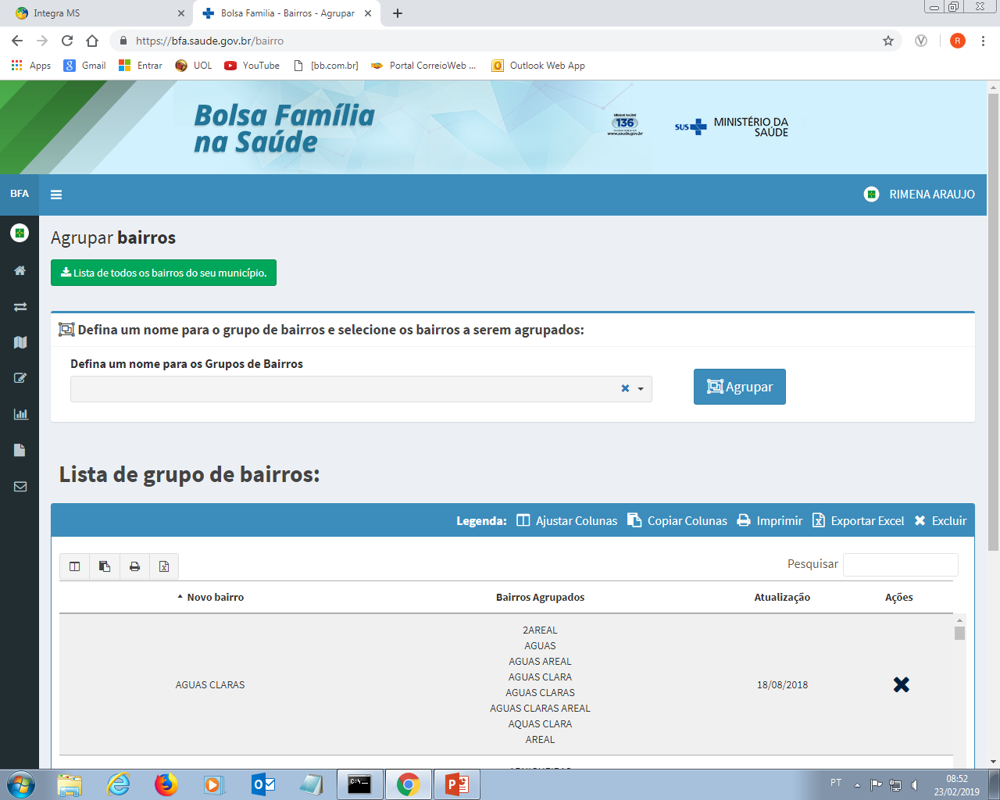 Integra MS
Bolsa Familia - Bairros - Agrupar
https://bfa.saude.gov.br/bairro
R
Apps
Gmail
Entrar
UOL
YouTube
[bb.com.br]
Portal CorreioWeb ...
Outlook Web App
Bolsa Família
na Saúde
DISQUE SAÚDE
136
www.saude.gov.br
SUS
MINISTÉRIO DA
SAÚDE
BFA
RIMENA ARAUJO
Agrupar bairros
Lista de todos os bairros do seu município.
Defina um nome para o grupo de bairros e selecione os bairros a serem agrupados:
Defina um nome para os Grupos de Bairros
Agrupar
Lista de grupo de bairros:
Legenda: Ajustar Colunas Copiar Colunas Imprimir Exportar Excel Excluir
Pesquisar
Novo bairro Bairros Agrupados Atualização Ações
2AREAL
AGUAS
AGUAS AREAL
AGUAS CLARA
AGUAS CLARAS
AGUAS CLARAS AREAL
AQUAS CLARA
AREAL
AGUAS CLARAS
18/08/2018
PT
08:52
23/02/2019